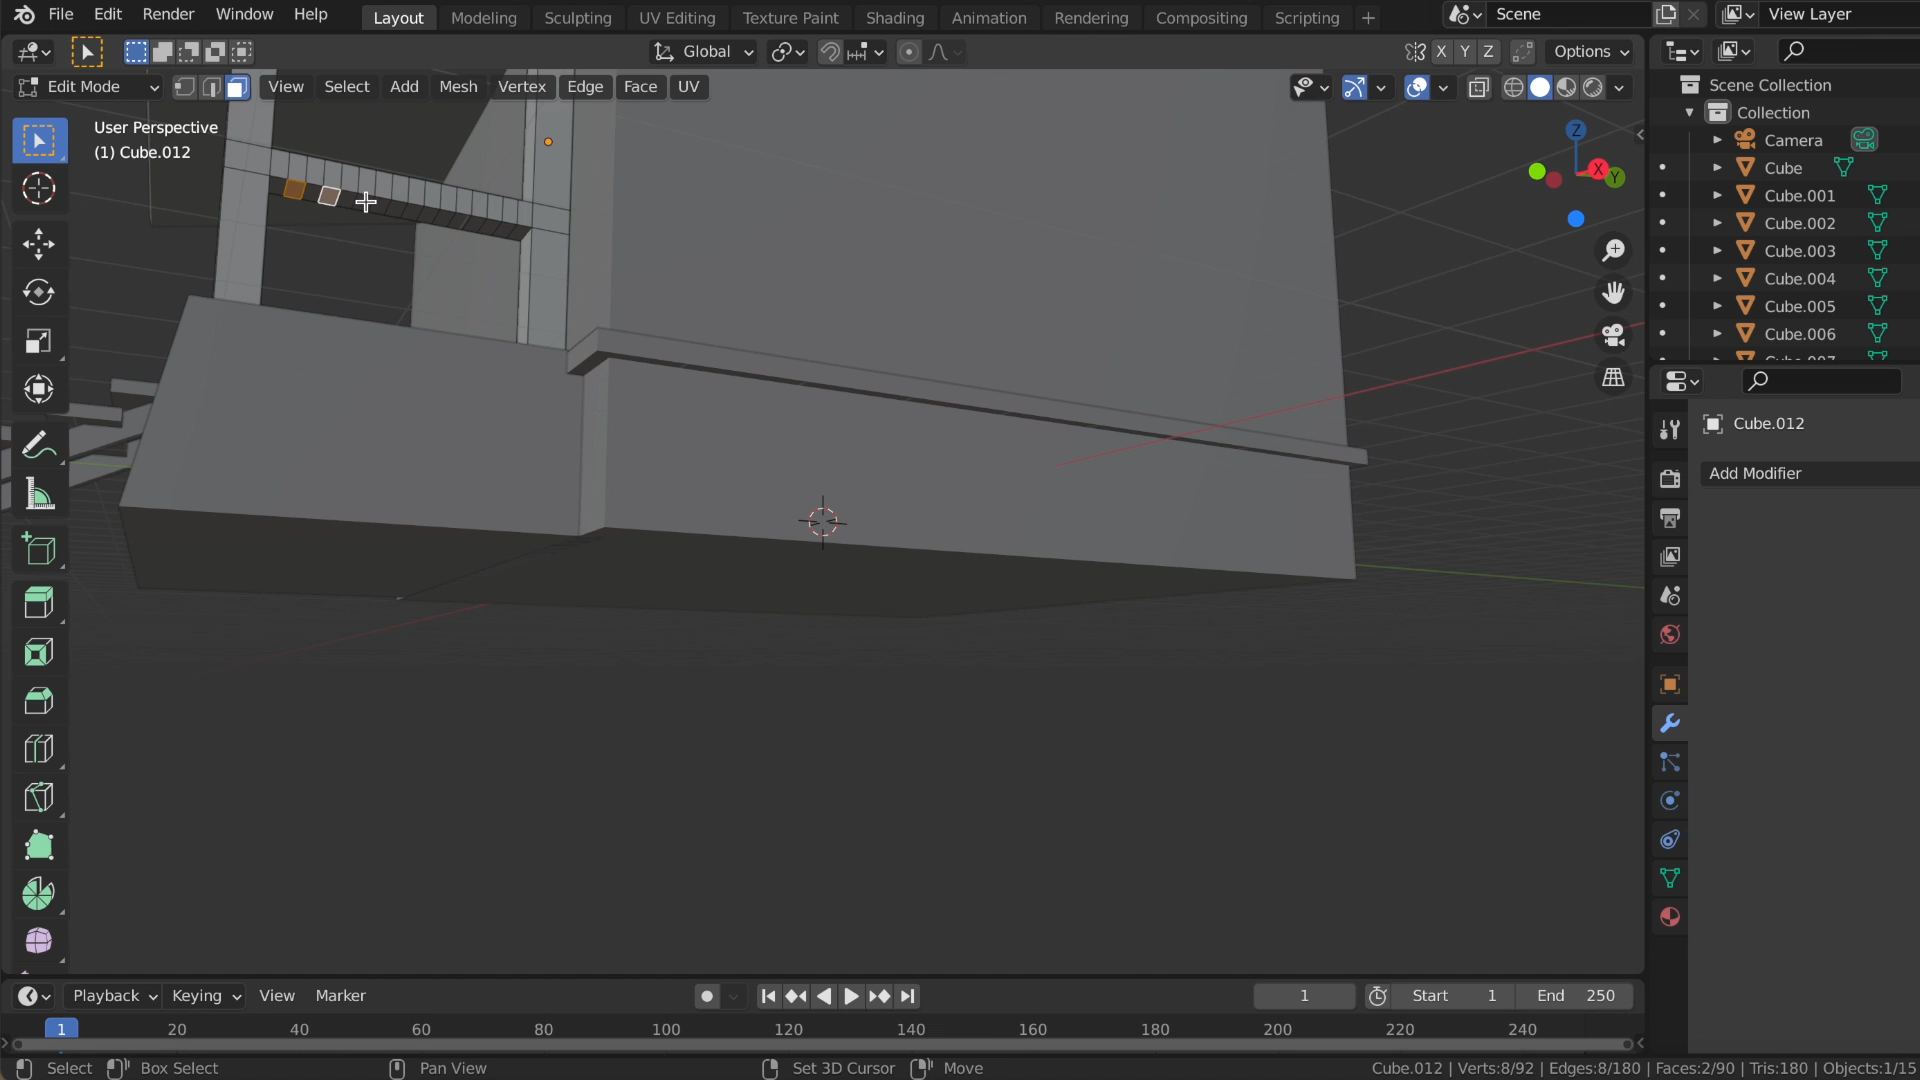 File Edit Render Window Help Layout Modeling Sculpting UV Editing Texture Paint Shading Animation Rendering Compositing Scripting + Scene View Layer
Global X Y Z Options
Edit Mode View Select Add Mesh Vertex Edge Face UV
User Perspective
(1) Cube.012
Z
X
Y
Scene Collection
Collection
Camera
Cube
Cube.001
Cube.002
Cube.003
Cube.004
Cube.005
Cube.006
Cube.007
Cube.012
Add Modifier
Playback Keying View Marker 1 Start 1 End 250
1 20 40 60 80 100 120 140 160 180 200 220 240
Select Box Select Pan View Set 3D Cursor Move Cube.012 | Verts:8/92 | Edges:8/180 | Faces:2/90 | Tris:180 | Objects:1/15